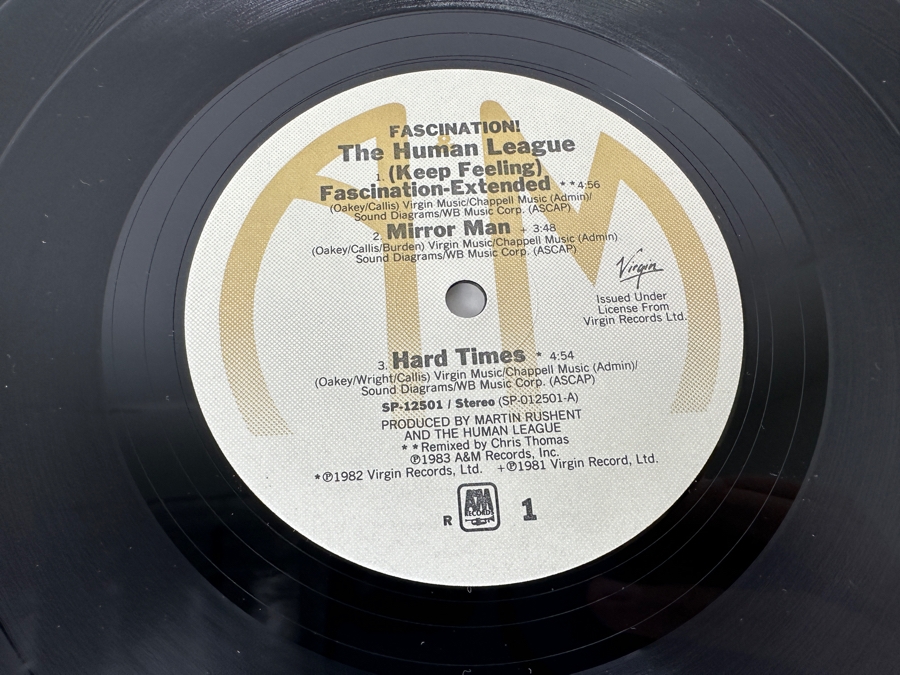 FASCINATION!
The Human League
1. (Keep Feeling)
Fascination-Extended **4:56
(Oakey/Callis) Virgin Music/Chappell Music (Admin)/
Sound Diagrams/WB Music Corp. (ASCAP)
2. Mirror Man + 3:48
(Oakey/Callis/Burden) Virgin Music/Chappell Music (Admin)
Sound Diagrams/WB Music Corp. (ASCAP)
Virgin
Issued Under
License From
Virgin Records Ltd.
3. Hard Times * 4:54
(Oakey/Wright/Callis) Virgin Music/Chappell Music (Admin)/
Sound Diagrams/WB Music Corp. (ASCAP)
SP-12501 / Stereo (SP-012501-A)
PRODUCED BY MARTIN RUSHENT
AND THE HUMAN LEAGUE
**Remixed by Chris Thomas
℗1983 A&M Records, Inc.
*℗1982 Virgin Records, Ltd. +℗1981 Virgin Record, Ltd.
R AM RECORDS 1